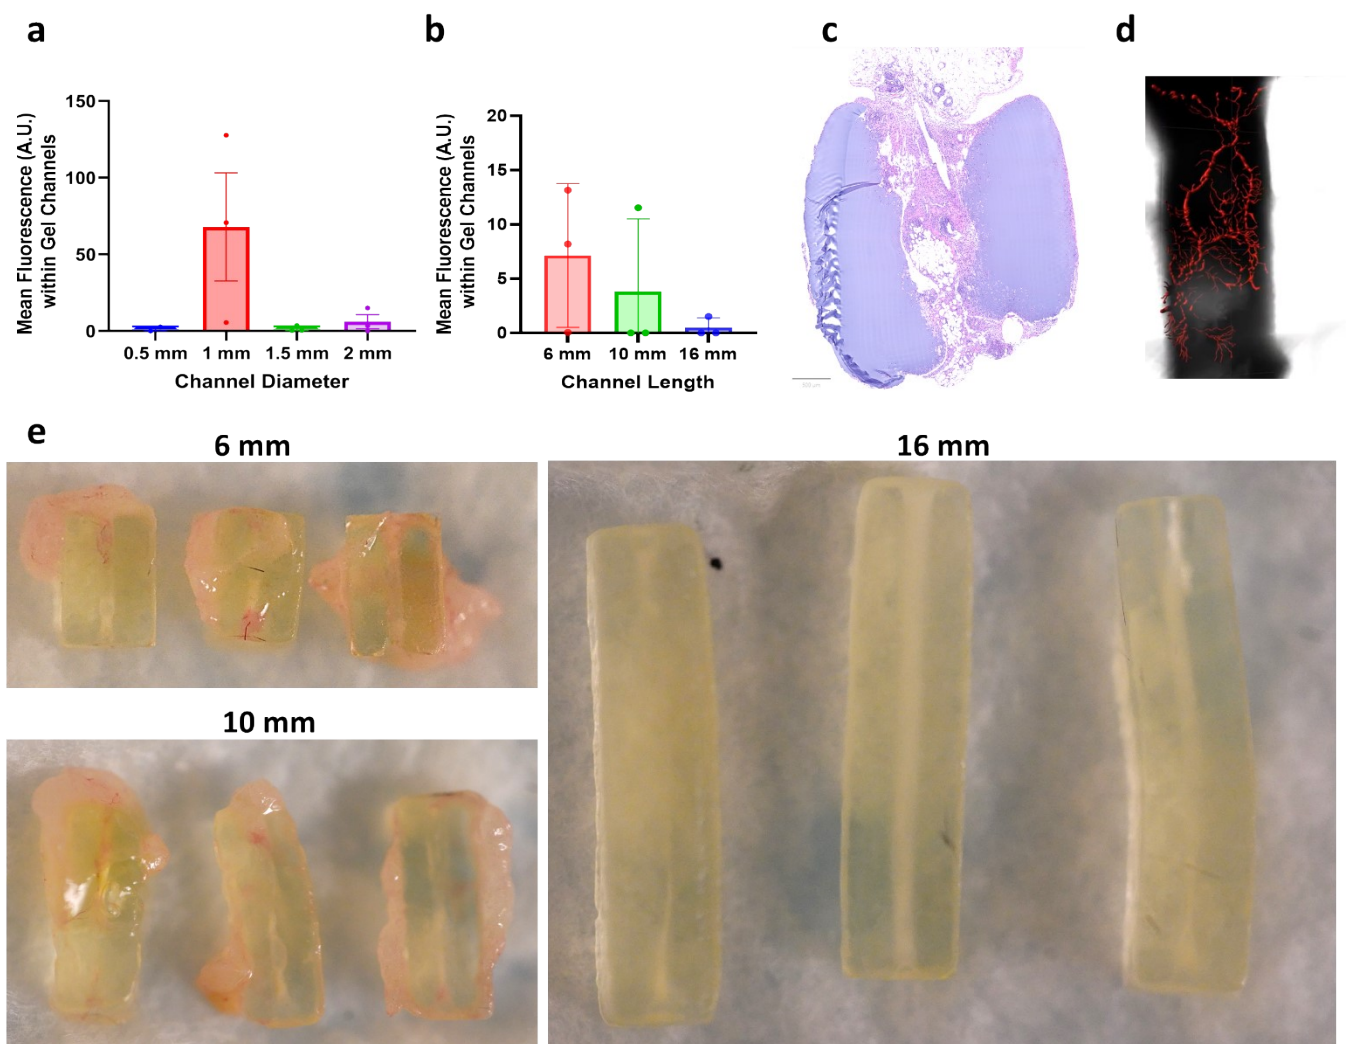 a
b
c
d
Mean Fluorescence (A.U.)
within Gel Channels
150
100
50
0
0.5 mm
1 mm
1.5 mm
2 mm
Channel Diameter
Mean Fluorescence (A.U.)
within Gel Channels
20
15
10
5
0
6 mm
10 mm
16 mm
Channel Length
e
6 mm
16 mm
10 mm